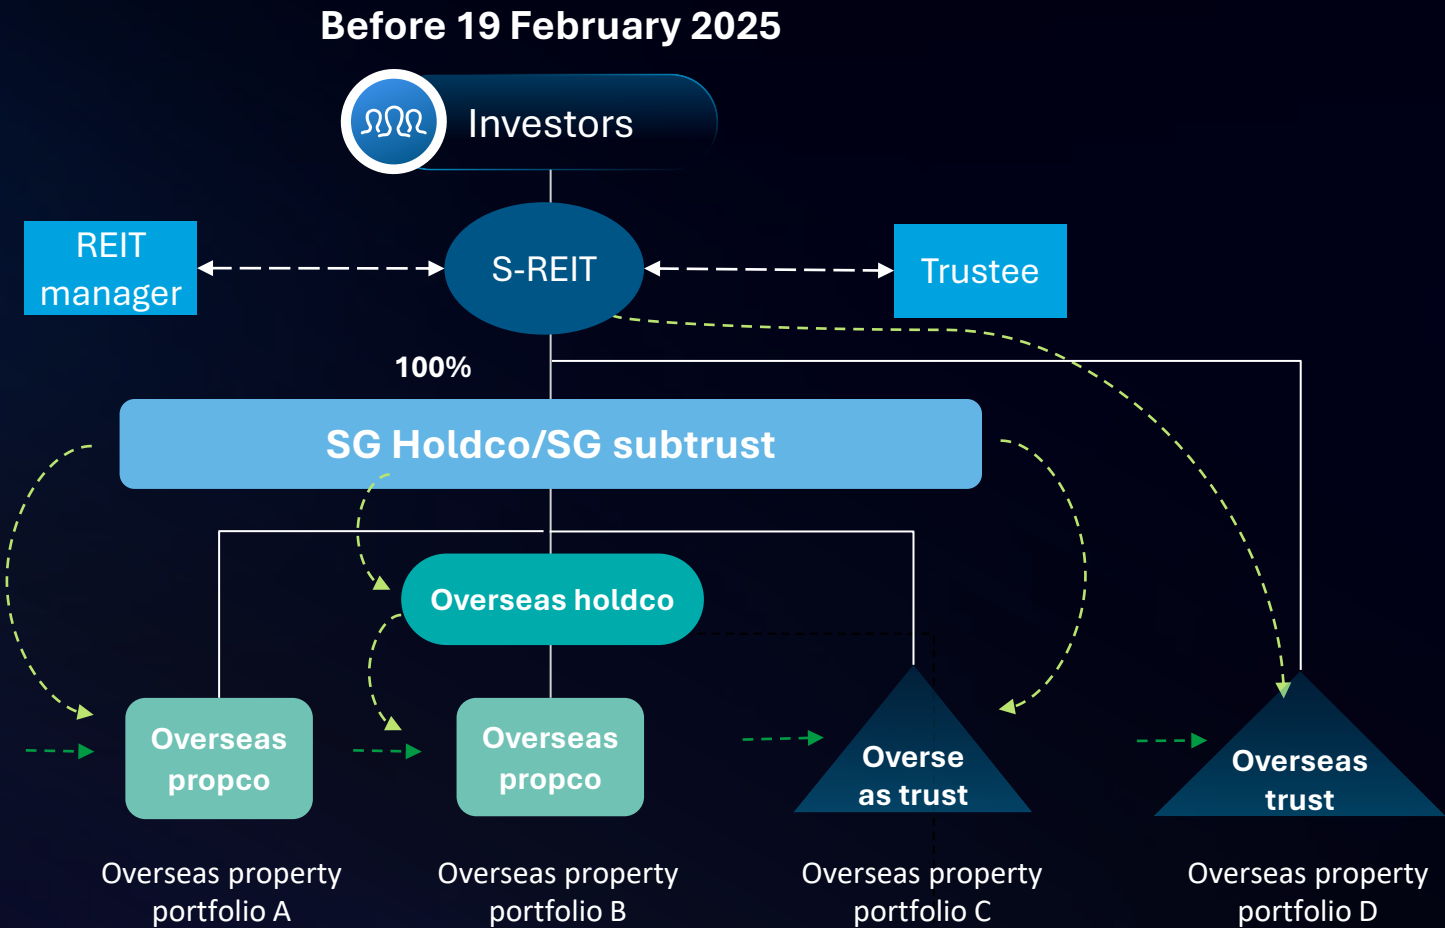 Before 19 February 2025
Investors
REIT
manager
S-REIT
Trustee
100%
SG Holdco/SG subtrust
Overseas holdco
Overseas
propco
Overseas
propco
Overse
as trust
Overseas
trust
Overseas property
portfolio A
Overseas property
portfolio B
Overseas property
portfolio C
Overseas property
portfolio D